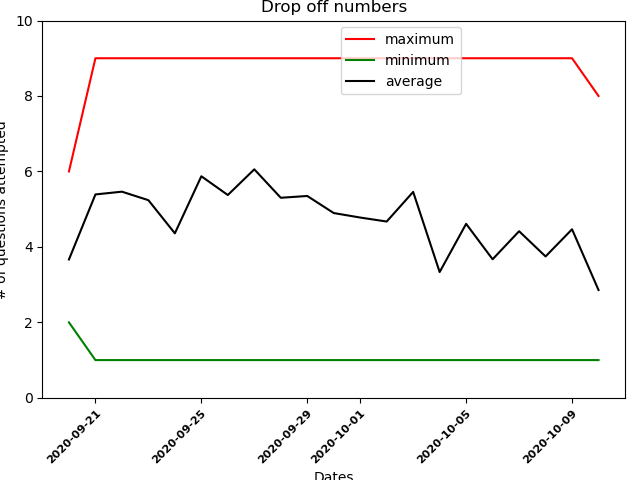 Drop off numbers
maximum
minimum
average
# of questions attempted
10
8
6
4
2
0
2020-09-21
2020-09-25
2020-09-29
2020-10-01
2020-10-05
2020-10-09
Dates